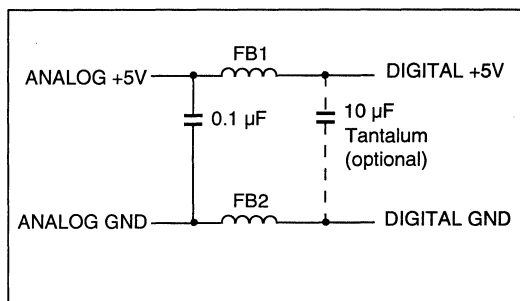 FB1
ANALOG +5V
DIGITAL +5V
0.1 µF
10 µF
Tantalum
(optional)
FB2
ANALOG GND
DIGITAL GND